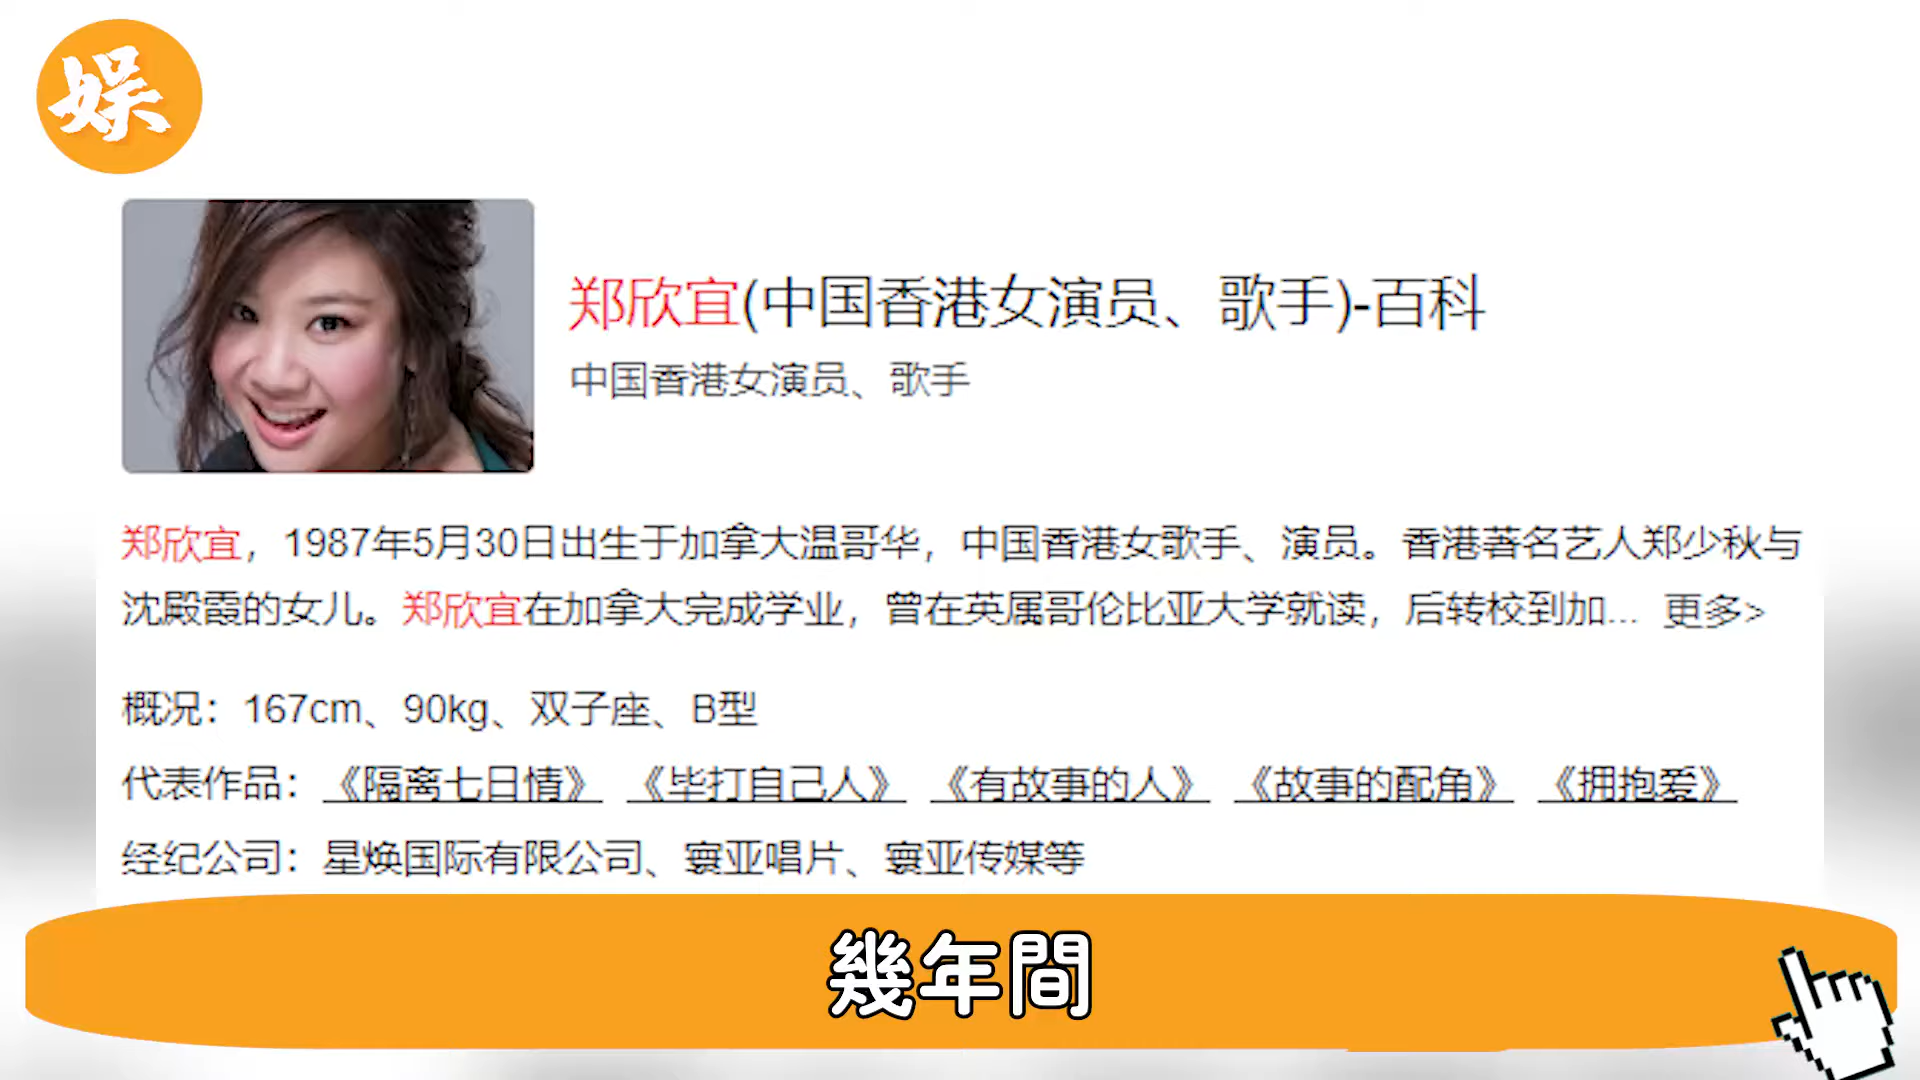 娱
郑欣宜(中国香港女演员、歌手)-百科
中国香港女演员、歌手
郑欣宜，1987年5月30日出生于加拿大温哥华，中国香港女歌手、演员。香港著名艺人郑少秋与
沈殿霞的女儿。郑欣宜在加拿大完成学业，曾在英属哥伦比亚大学就读，后转校到加... 更多>
概况：167cm、90kg、双子座、B型
代表作品：《隔离七日情》 《毕打自己人》 《有故事的人》 《故事的配角》 《拥抱爱》
经纪公司：星焕国际有限公司、寰亚唱片、寰亚传媒等
幾年間